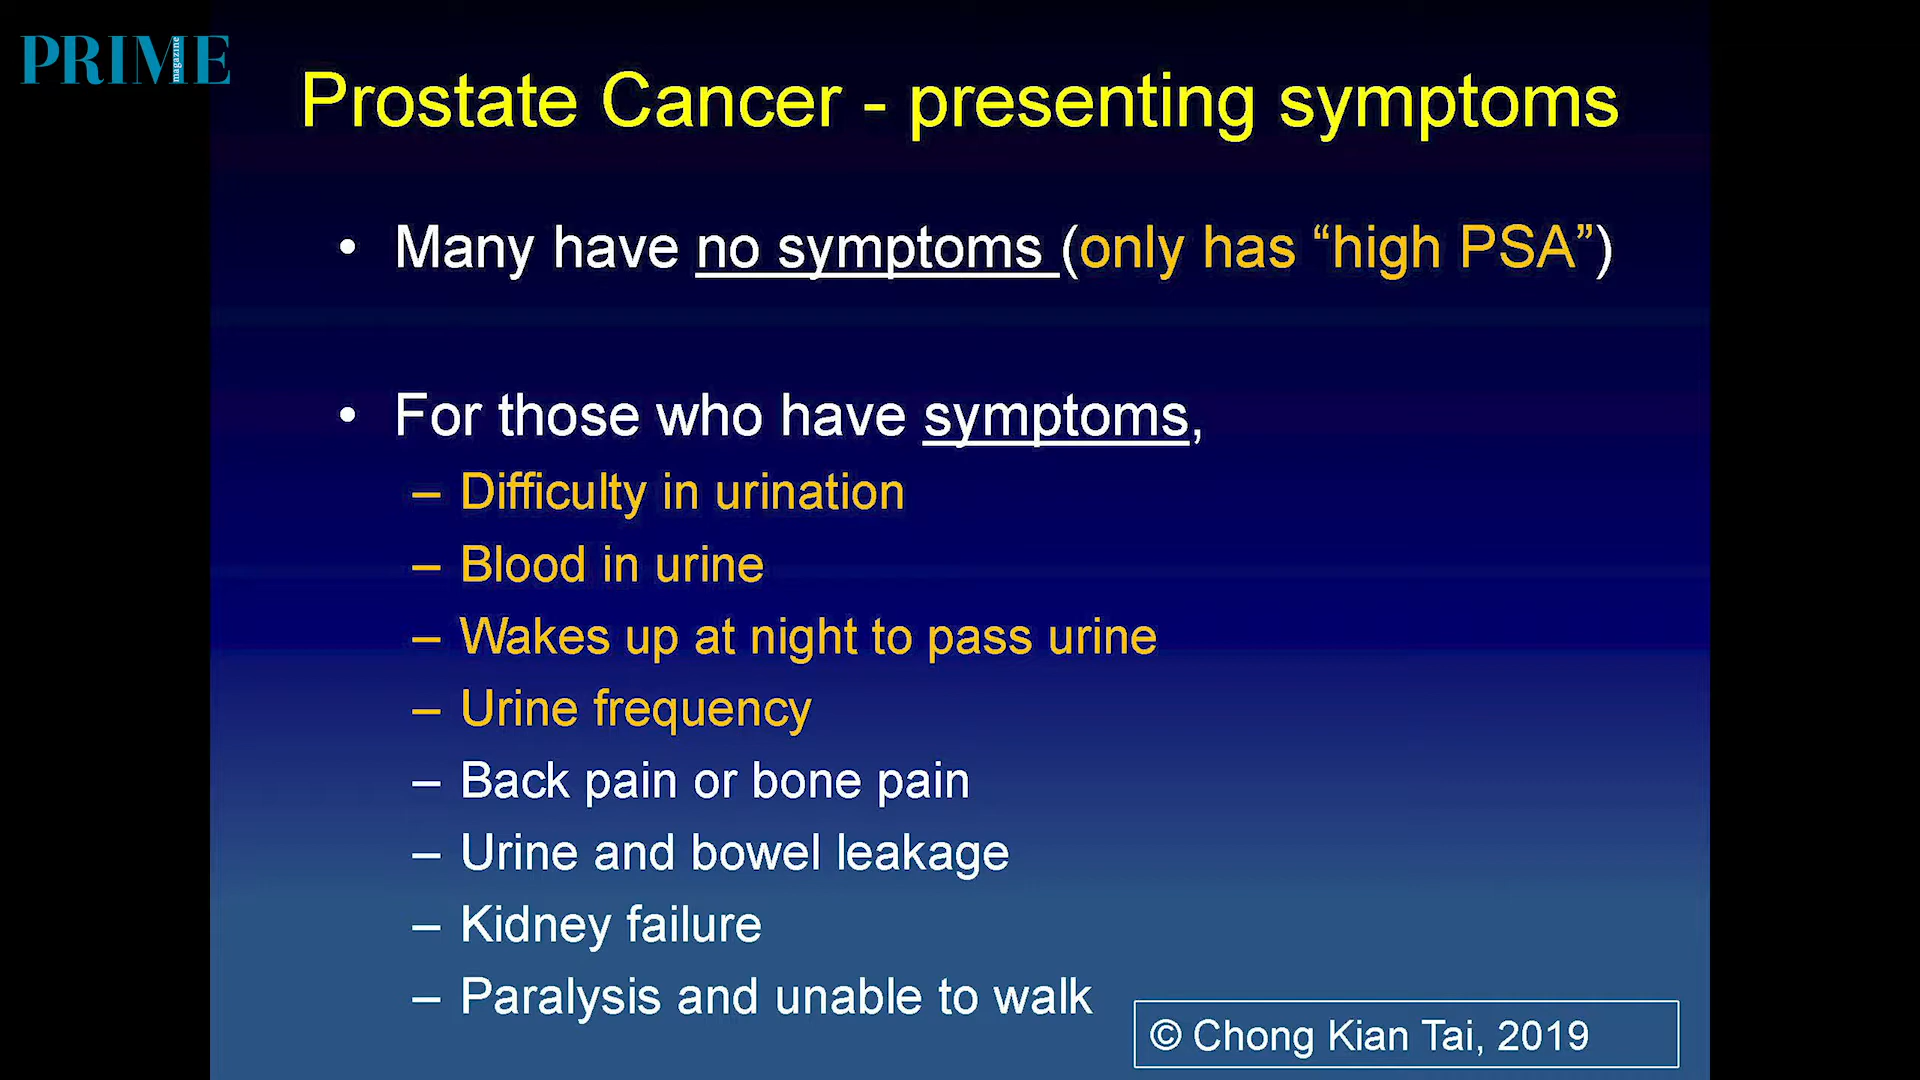 PRIME
magazine
Prostate Cancer - presenting symptoms
• Many have no symptoms (only has “high PSA”)
• For those who have symptoms,
– Difficulty in urination
– Blood in urine
– Wakes up at night to pass urine
– Urine frequency
– Back pain or bone pain
– Urine and bowel leakage
– Kidney failure
– Paralysis and unable to walk
© Chong Kian Tai, 2019